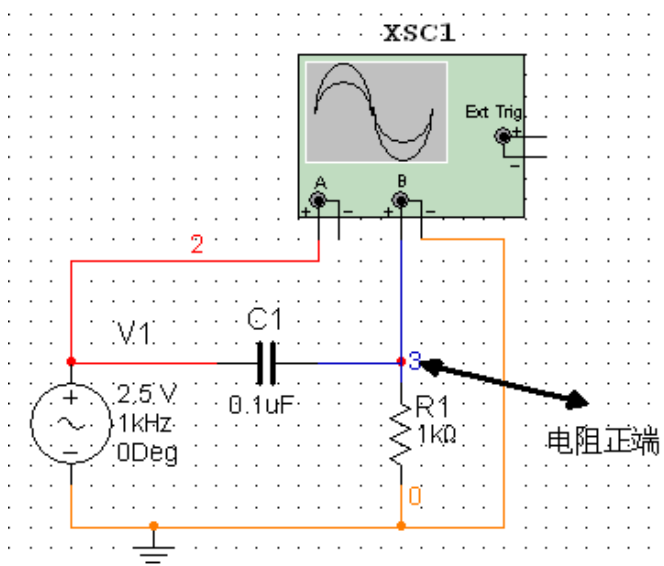 XSC1
Ext Trig
+
-
A
B
+ - + -
2
V1
C1
3
2.5 V
1kHz
0Deg
+
-
0.1uF
R1
1kΩ
电阻正端
0